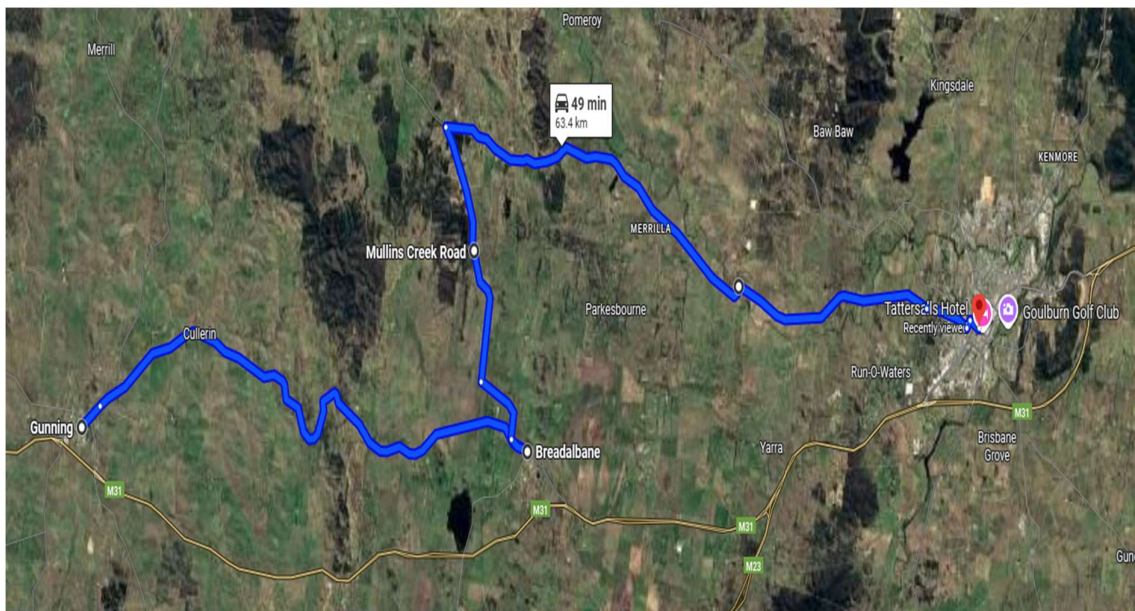 Pomeroy
Merrill
49 min
63.4 km
Kingsdale
Baw Baw
KENMORE
MERRILLA
Mullins Creek Road
Parkesbourne
Tattersalls Hotel
Recently viewed
Goulburn Golf Club
Cullerin
Run-O-Waters
Gunning
M31
Breadalbane
Yarra
Brisbane
Grove
M31
M31
M31
M23
Gund